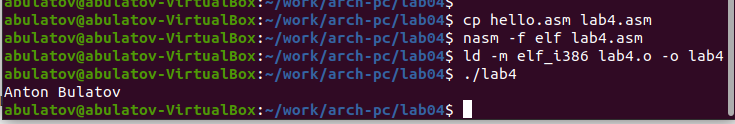 abulatov@abulatov-VirtualBox:~/work/arch-pc/lab04$
abulatov@abulatov-VirtualBox:~/work/arch-pc/lab04$ cp hello.asm lab4.asm
abulatov@abulatov-VirtualBox:~/work/arch-pc/lab04$ nasm -f elf lab4.asm
abulatov@abulatov-VirtualBox:~/work/arch-pc/lab04$ ld -m elf_i386 lab4.o -o lab4
abulatov@abulatov-VirtualBox:~/work/arch-pc/lab04$ ./lab4
Anton Bulatov
abulatov@abulatov-VirtualBox:~/work/arch-pc/lab04$